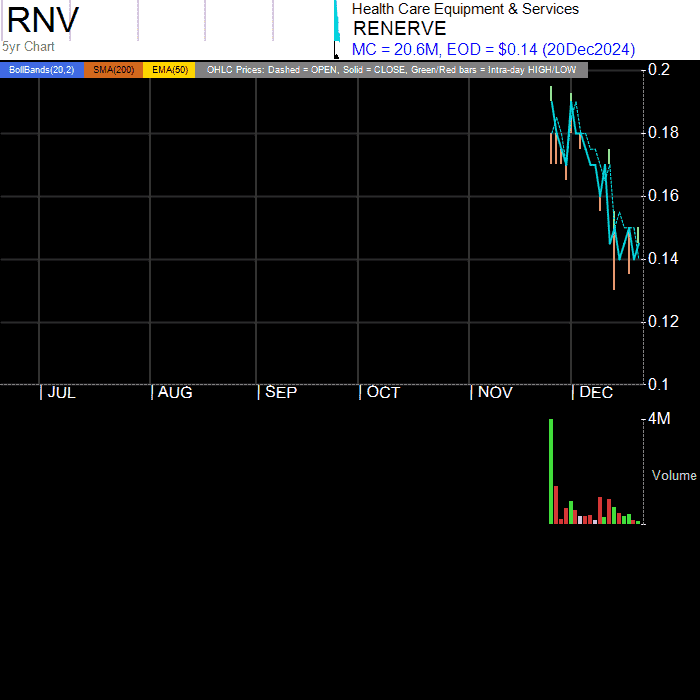 RNV
5yr Chart
Health Care Equipment & Services
RENERVE
MC = 20.6M, EOD = $0.14 (20Dec2024)
BollBands(20,2) SMA(200) EMA(50) OHLC Prices: Dashed = OPEN, Solid = CLOSE, Green/Red bars = Intra-day HIGH/LOW
0.2
0.18
0.16
0.14
0.12
0.1
JUL AUG SEP OCT NOV DEC
4M
Volume